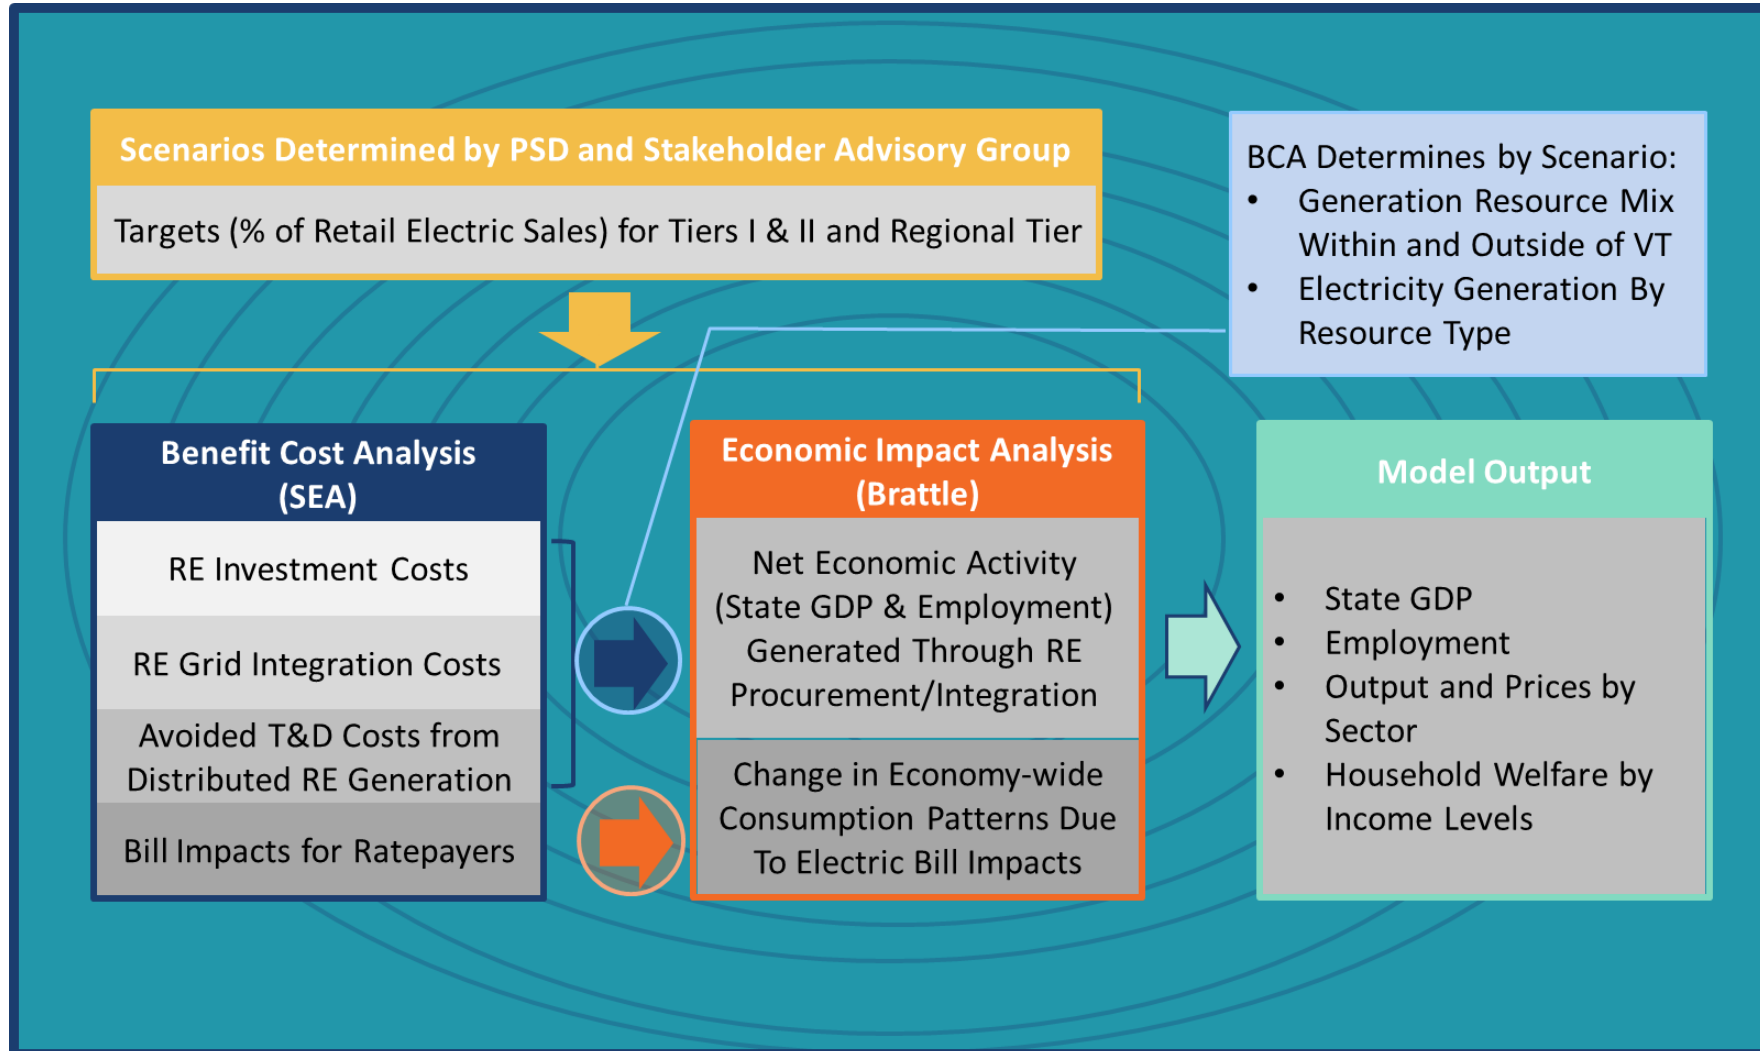 Scenarios Determined by PSD and Stakeholder Advisory Group
Targets (% of Retail Electric Sales) for Tiers I & II and Regional Tier
BCA Determines by Scenario:
• Generation Resource Mix
Within and Outside of VT
• Electricity Generation By
Resource Type
Benefit Cost Analysis
(SEA)
RE Investment Costs
RE Grid Integration Costs
Avoided T&D Costs from
Distributed RE Generation
Bill Impacts for Ratepayers
Economic Impact Analysis
(Brattle)
Net Economic Activity
(State GDP & Employment)
Generated Through RE
Procurement/Integration
Change in Economy-wide
Consumption Patterns Due
To Electric Bill Impacts
Model Output
• State GDP
• Employment
• Output and Prices by
Sector
• Household Welfare by
Income Levels